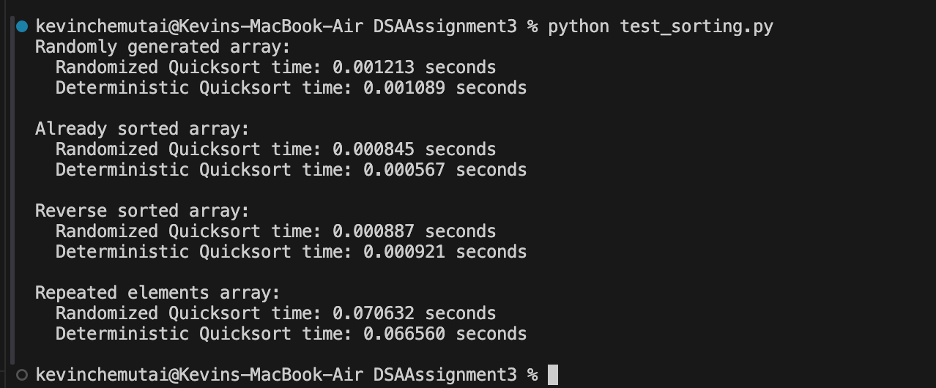 kevinchemutai@Kevins-MacBook-Air DSAAssignment3 % python test_sorting.py
Randomly generated array:
  Randomized Quicksort time: 0.001213 seconds
  Deterministic Quicksort time: 0.001089 seconds

Already sorted array:
  Randomized Quicksort time: 0.000845 seconds
  Deterministic Quicksort time: 0.000567 seconds

Reverse sorted array:
  Randomized Quicksort time: 0.000887 seconds
  Deterministic Quicksort time: 0.000921 seconds

Repeated elements array:
  Randomized Quicksort time: 0.070632 seconds
  Deterministic Quicksort time: 0.066560 seconds

kevinchemutai@Kevins-MacBook-Air DSAAssignment3 %